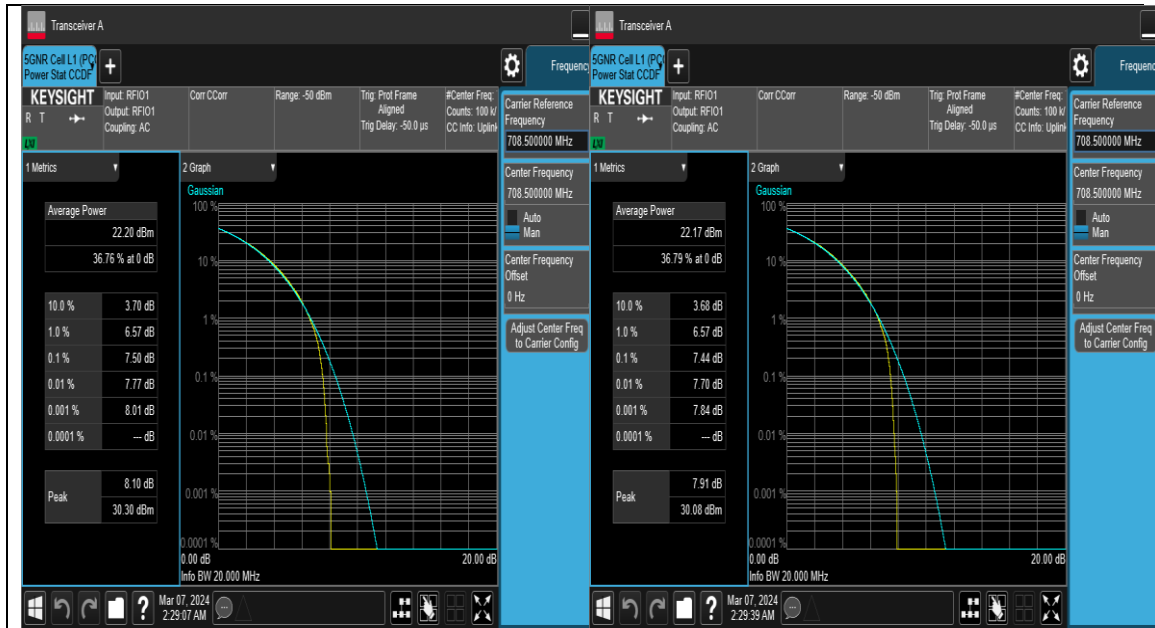 Transceiver A
5GNR Cell L1 (PC
Power Stat CCDF
+
Frequenc
KEYSIGHT
R T
LXI
Input: RFIO1
Output: RFIO1
Coupling: AC
Corr CCorr
Range: -50 dBm
Trig: Prot Frame
Aligned
Trig Delay: -50.0 µs
#Center Freq:
Counts: 100 k/
CC Info: Uplink
Carrier Reference
Frequency
708.500000 MHz
Center Frequency
708.500000 MHz
Auto
Man
Center Frequency
Offset
0 Hz
Adjust Center Freq
to Carrier Config
1 Metrics
Average Power
22.20 dBm
36.76 % at 0 dB
10.0 % 3.70 dB
1.0 % 6.57 dB
0.1 % 7.50 dB
0.01 % 7.77 dB
0.001 % 8.01 dB
0.0001 % --- dB
Peak
8.10 dB
30.30 dBm
2 Graph
Gaussian
100 %
10 %
1 %
0.1 %
0.01 %
0.001 %
0.0001 %
0.00 dB
20.00 dB
Info BW 20.000 MHz
?
Mar 07, 2024
2:29:07 AM
Transceiver A
5GNR Cell L1 (PC
Power Stat CCDF
+
Frequenc
KEYSIGHT
R T
LXI
Input: RFIO1
Output: RFIO1
Coupling: AC
Corr CCorr
Range: -50 dBm
Trig: Prot Frame
Aligned
Trig Delay: -50.0 µs
#Center Freq:
Counts: 100 k/
CC Info: Uplink
Carrier Reference
Frequency
708.500000 MHz
Center Frequency
708.500000 MHz
Auto
Man
Center Frequency
Offset
0 Hz
Adjust Center Freq
to Carrier Config
1 Metrics
Average Power
22.17 dBm
36.79 % at 0 dB
10.0 % 3.68 dB
1.0 % 6.57 dB
0.1 % 7.44 dB
0.01 % 7.70 dB
0.001 % 7.84 dB
0.0001 % --- dB
Peak
7.91 dB
30.08 dBm
2 Graph
Gaussian
100 %
10 %
1 %
0.1 %
0.01 %
0.001 %
0.0001 %
0.00 dB
20.00 dB
Info BW 20.000 MHz
?
Mar 07, 2024
2:29:39 AM